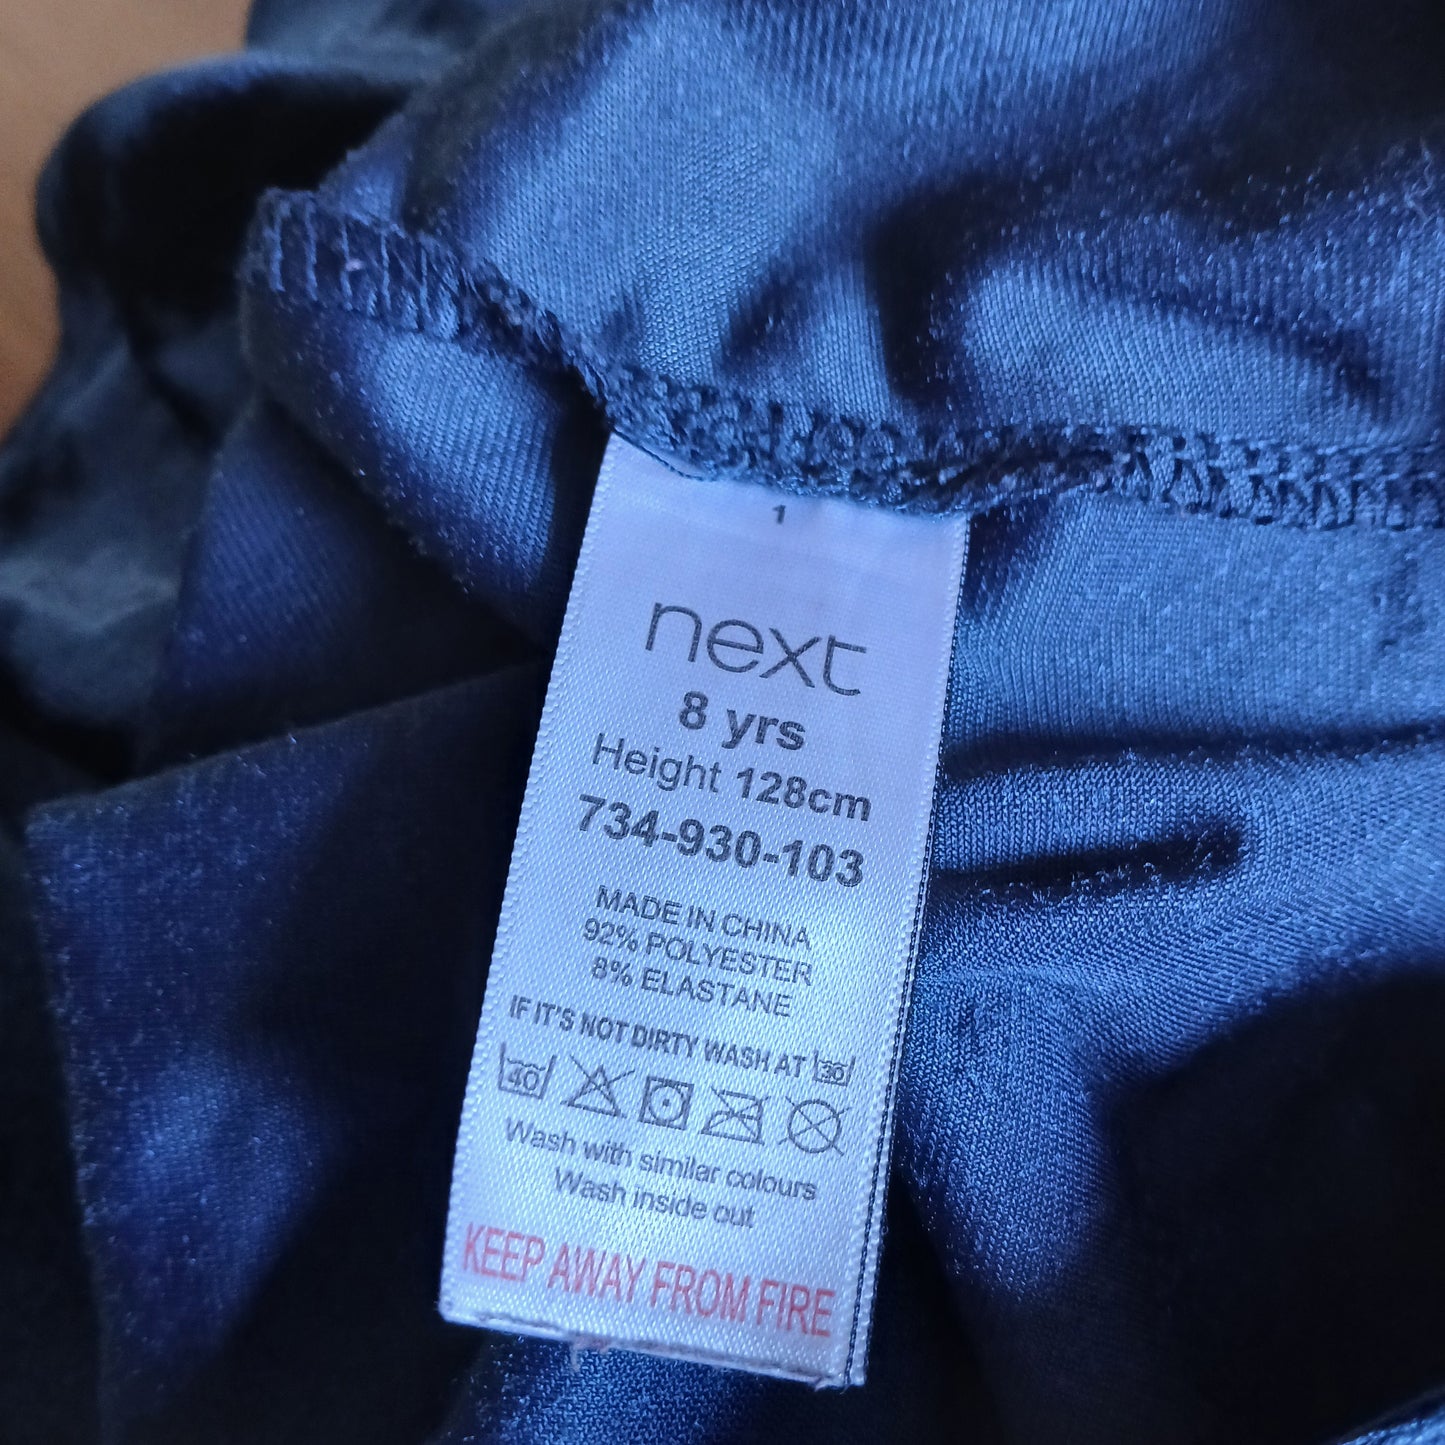 1
next
8 yrs
Height 128cm
734-930-103
MADE IN CHINA
92% POLYESTER
8% ELASTANE
IF IT'S NOT DIRTY WASH AT 30
40
Wash with similar colours
Wash inside out
KEEP AWAY FROM FIRE